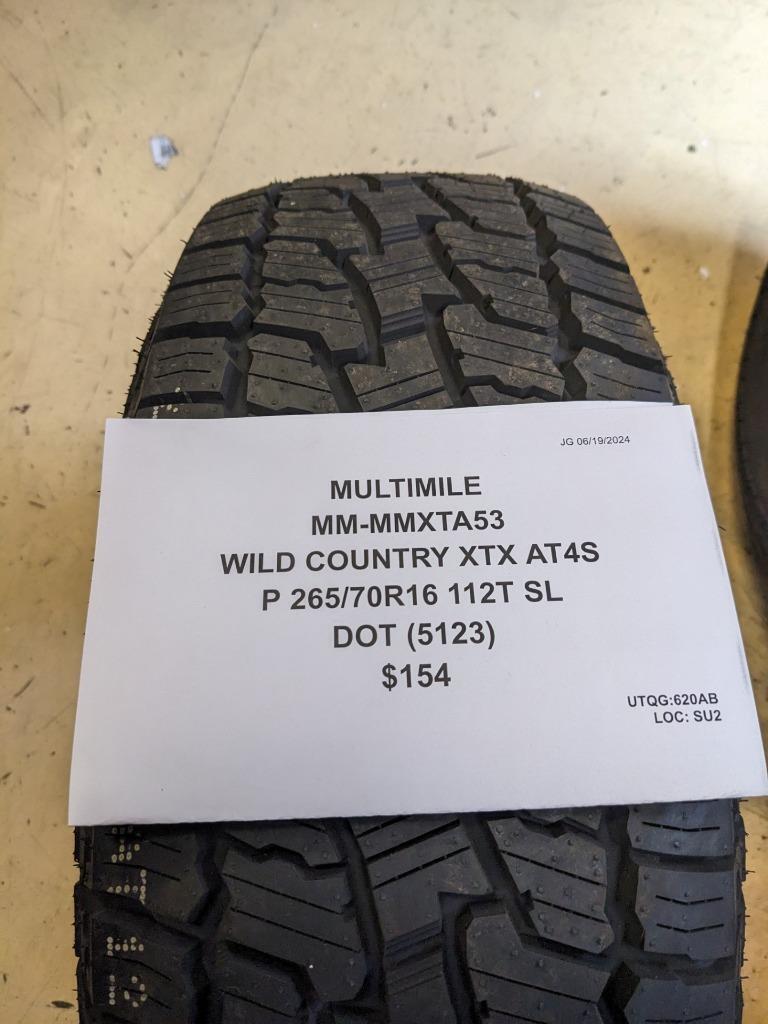 JG 06/19/2024
MULTIMILE
MM-MMXTA53
WILD COUNTRY XTX AT4S
P 265/70R16 112T SL
DOT (5123)
$154
UTQG:620AB
LOC: SU2